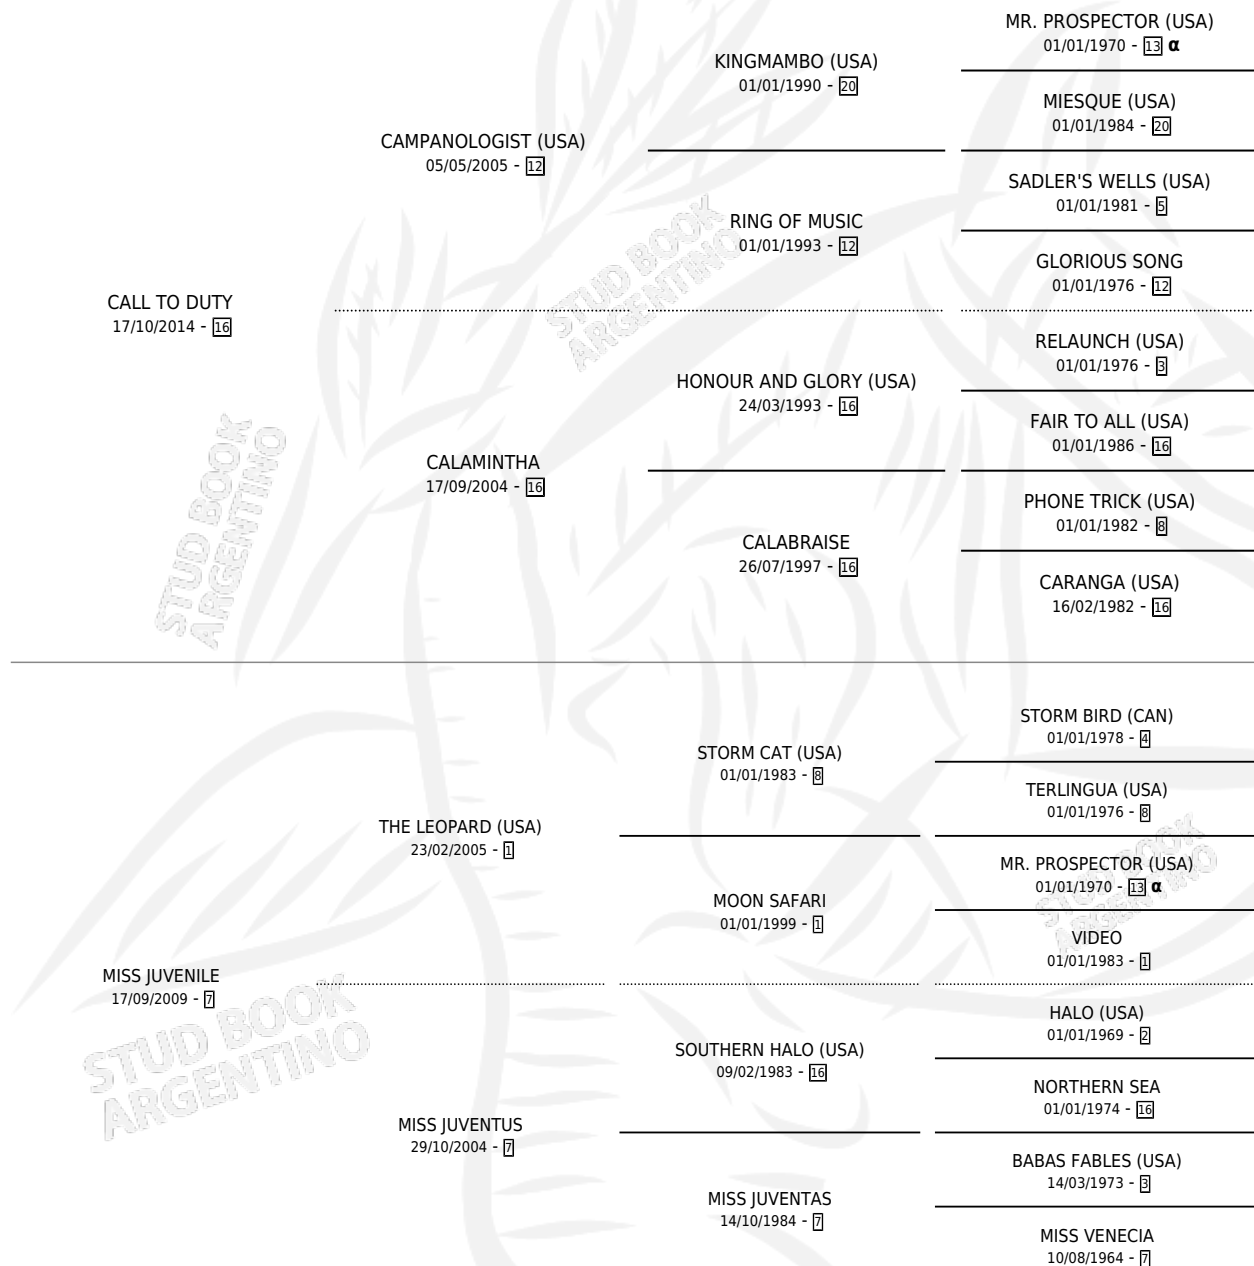 MR. PROSPECTOR (USA)
01/01/1970 - 13 α
KINGMAMBO (USA)
01/01/1990 - 20
MIESQUE (USA)
01/01/1984 - 20
CAMPANOLOGIST (USA)
05/05/2005 - 12
SADLER'S WELLS (USA)
01/01/1981 - 5
RING OF MUSIC
01/01/1993 - 12
GLORIOUS SONG
01/01/1976 - 12
CALL TO DUTY
17/10/2014 - 16
STUD BOOK
ARGENTINO
RELAUNCH (USA)
01/01/1976 - 3
HONOUR AND GLORY (USA)
24/03/1993 - 16
FAIR TO ALL (USA)
01/01/1986 - 16
CALAMINTHA
17/09/2004 - 16
PHONE TRICK (USA)
01/01/1982 - 8
CALABRAISE
26/07/1997 - 16
CARANGA (USA)
16/02/1982 - 16
STUD BOOK
ARGENTINO
STORM BIRD (CAN)
01/01/1978 - 4
STORM CAT (USA)
01/01/1983 - 8
TERLINGUA (USA)
01/01/1976 - 8
THE LEOPARD (USA)
23/02/2005 - 1
MR. PROSPECTOR (USA)
01/01/1970 - 13 α
MOON SAFARI
01/01/1999 - 1
VIDEO
01/01/1983 - 1
STUD BOOK
ARGENTINO
MISS JUVENILE
17/09/2009 - 7
HALO (USA)
01/01/1969 - 2
SOUTHERN HALO (USA)
09/02/1983 - 16
NORTHERN SEA
01/01/1974 - 16
STUD BOOK
ARGENTINO
MISS JUVENTUS
29/10/2004 - 7
BABAS FABLES (USA)
14/03/1973 - 3
MISS JUVENTAS
14/10/1984 - 7
MISS VENECIA
10/08/1964 - 7